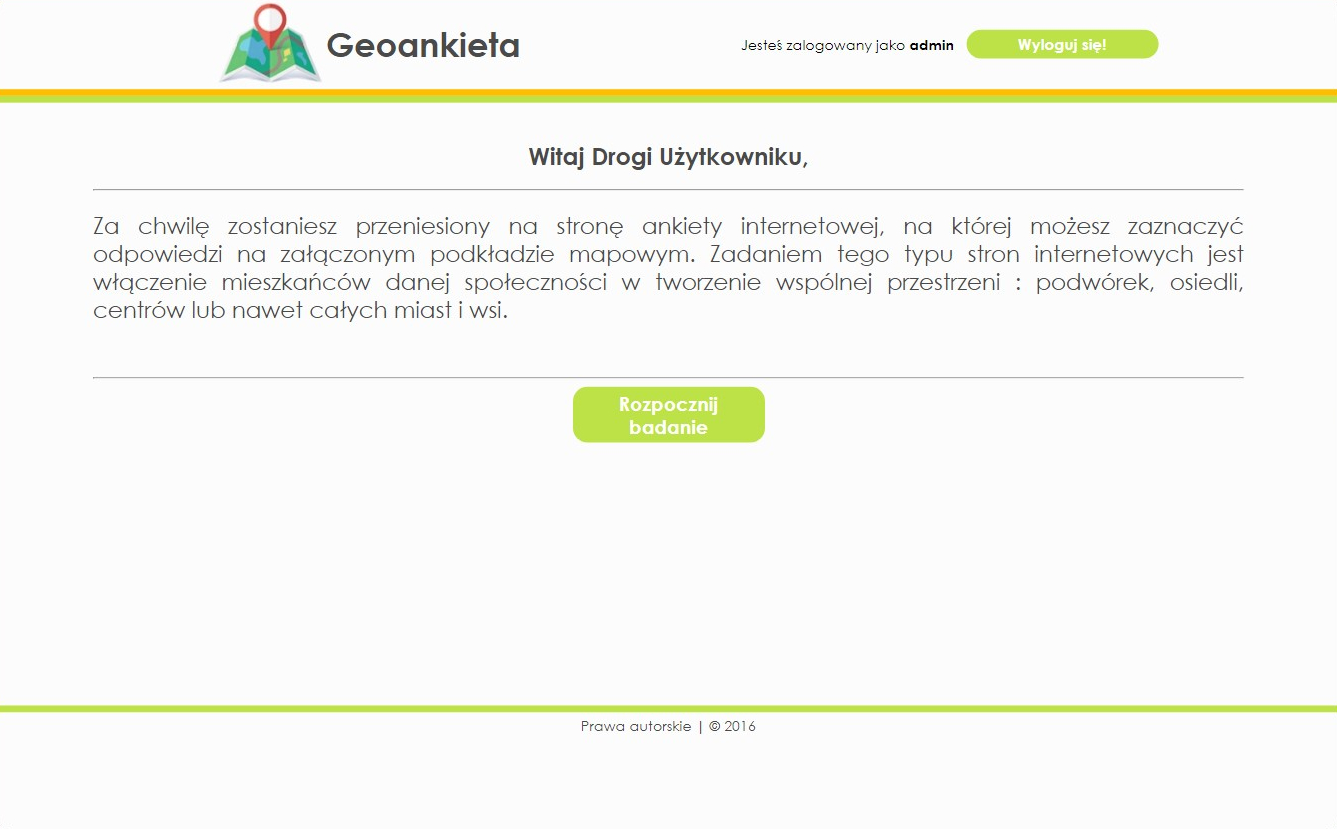 Geoankieta
Jesteś zalogowany jako admin
Wyloguj się!
Witaj Drogi Użytkowniku,
Za chwilę zostaniesz przeniesiony na stronę ankiety internetowej, na której możesz zaznaczyć
odpowiedzi na załączonym podkładzie mapowym. Zadaniem tego typu stron internetowych jest
włączenie mieszkańców danej społeczności w tworzenie wspólnej przestrzeni : podwórek, osiedli,
centrów lub nawet całych miast i wsi.
Rozpocznij
badanie
Prawa autorskie | © 2016